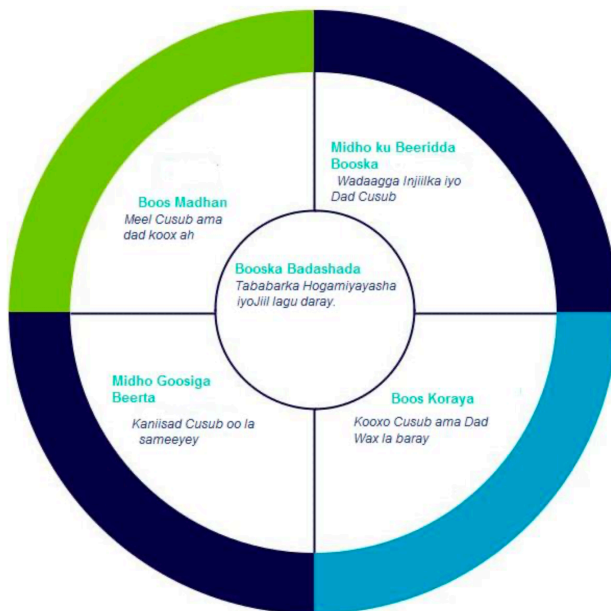 Boos Madhan
Meel Cusub ama
dad koox ah
Midho ku Beeridda
Booska
Wadaagga Injiilka iyo
Dad Cusub
Booska Badashada
Tababarka Hogamiyayasha
iyoJiil lagu daray.
Midho Goosiga
Beerta
Kaniisad Cusub oo la
sameeyey
Boos Koraya
Kooxo Cusub ama Dad
Wax la baray